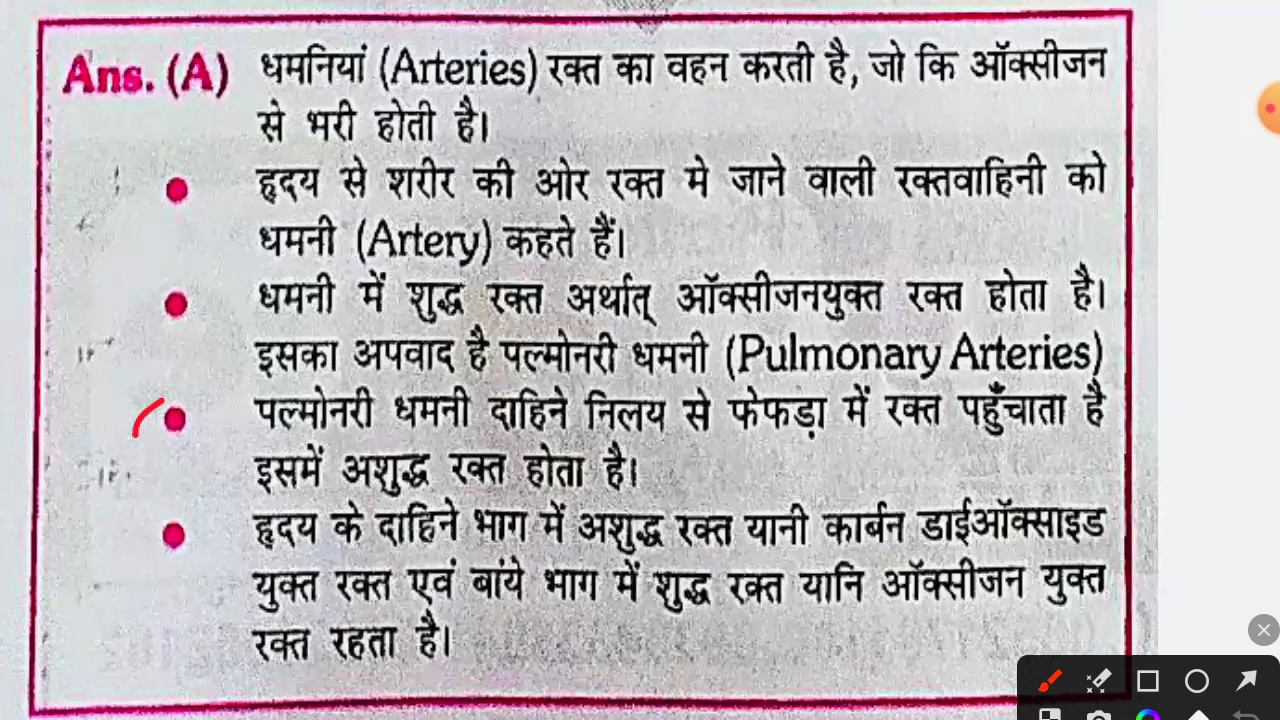 Ans. (A) धमनियां (Arteries) रक्त का वहन करती है, जो कि ऑक्सीजन
से भरी होती है।
हृदय से शरीर की ओर रक्त मे जाने वाली रक्तवाहिनी को
धमनी (Artery) कहते हैं।
धमनी में शुद्ध रक्त अर्थात् ऑक्सीजनयुक्त रक्त होता है।
इसका अपवाद है पल्मोनरी धमनी (Pulmonary Arteries)
पल्मोनरी धमनी दाहिने निलय से फेफड़ा में रक्त पहुँचाता है
इसमें अशुद्ध रक्त होता है।
हृदय के दाहिने भाग में अशुद्ध रक्त यानी कार्बन डाईऑक्साइड
युक्त रक्त एवं बांये भाग में शुद्ध रक्त यानि ऑक्सीजन युक्त
रक्त रहता है।